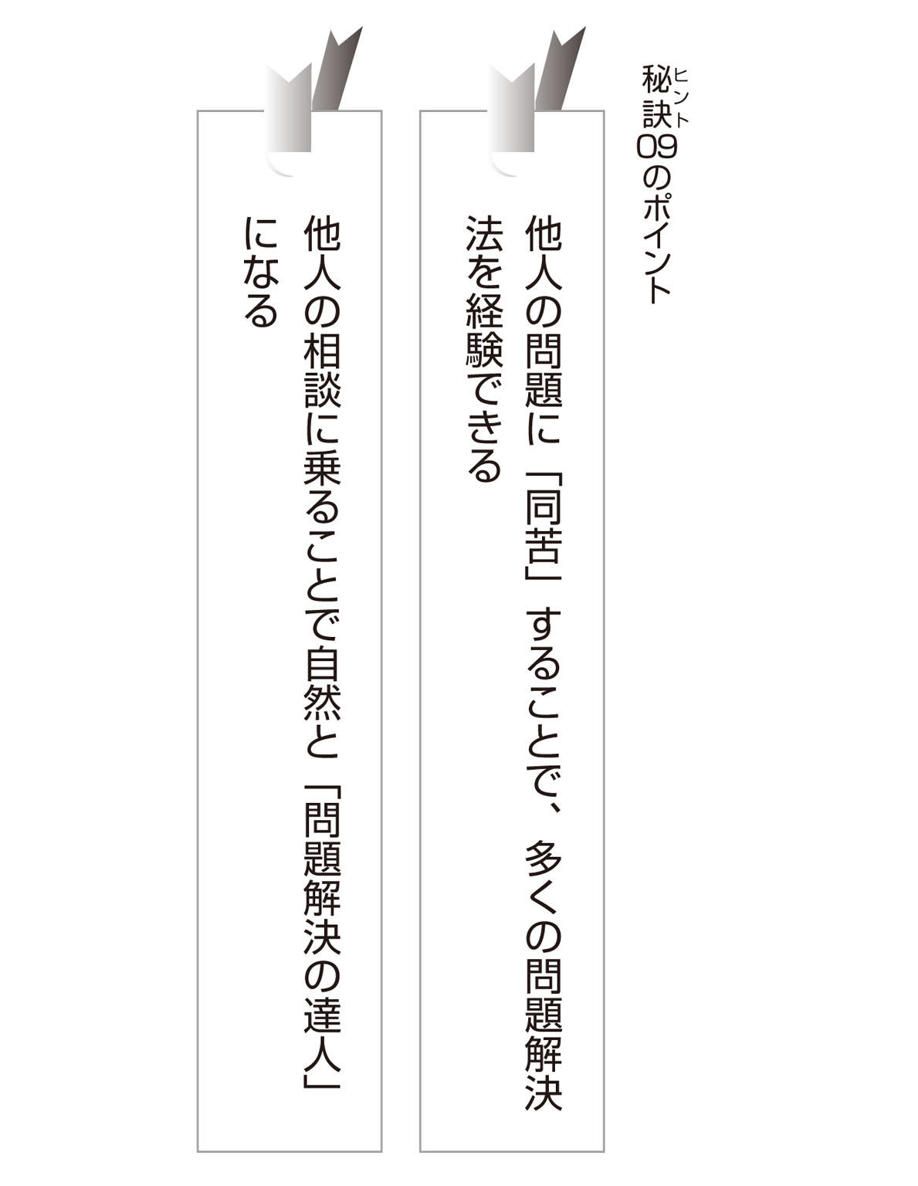 秘訣09のポイント
ヒント
他人の問題に「同苦」することで、多くの問題解決
法を経験できる
他人の相談に乗ることで自然と「問題解決の達人」
になる